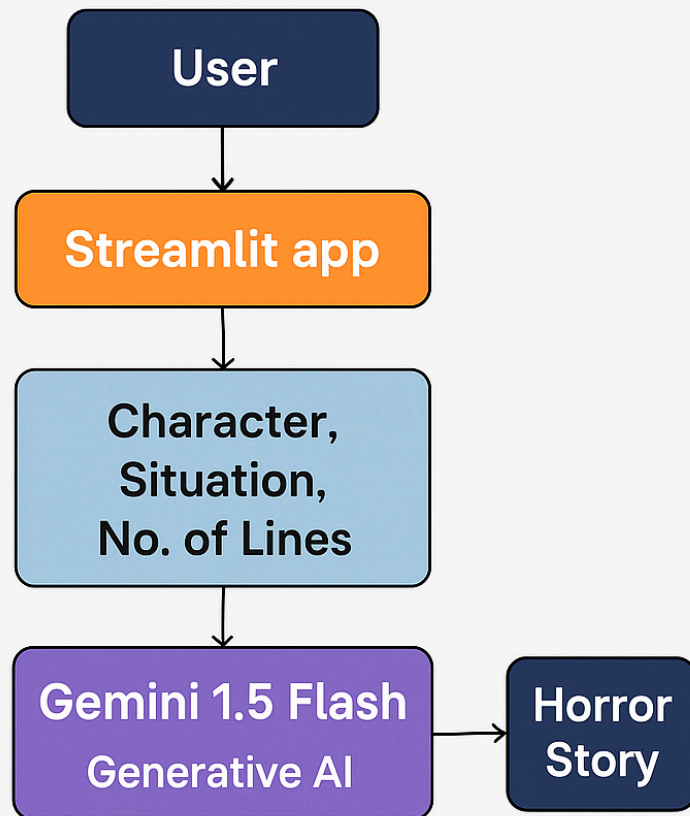 User
Streamlit app
Character,
Situation,
No. of Lines
Gemini 1.5 Flash
Generative AI
Horror
Story